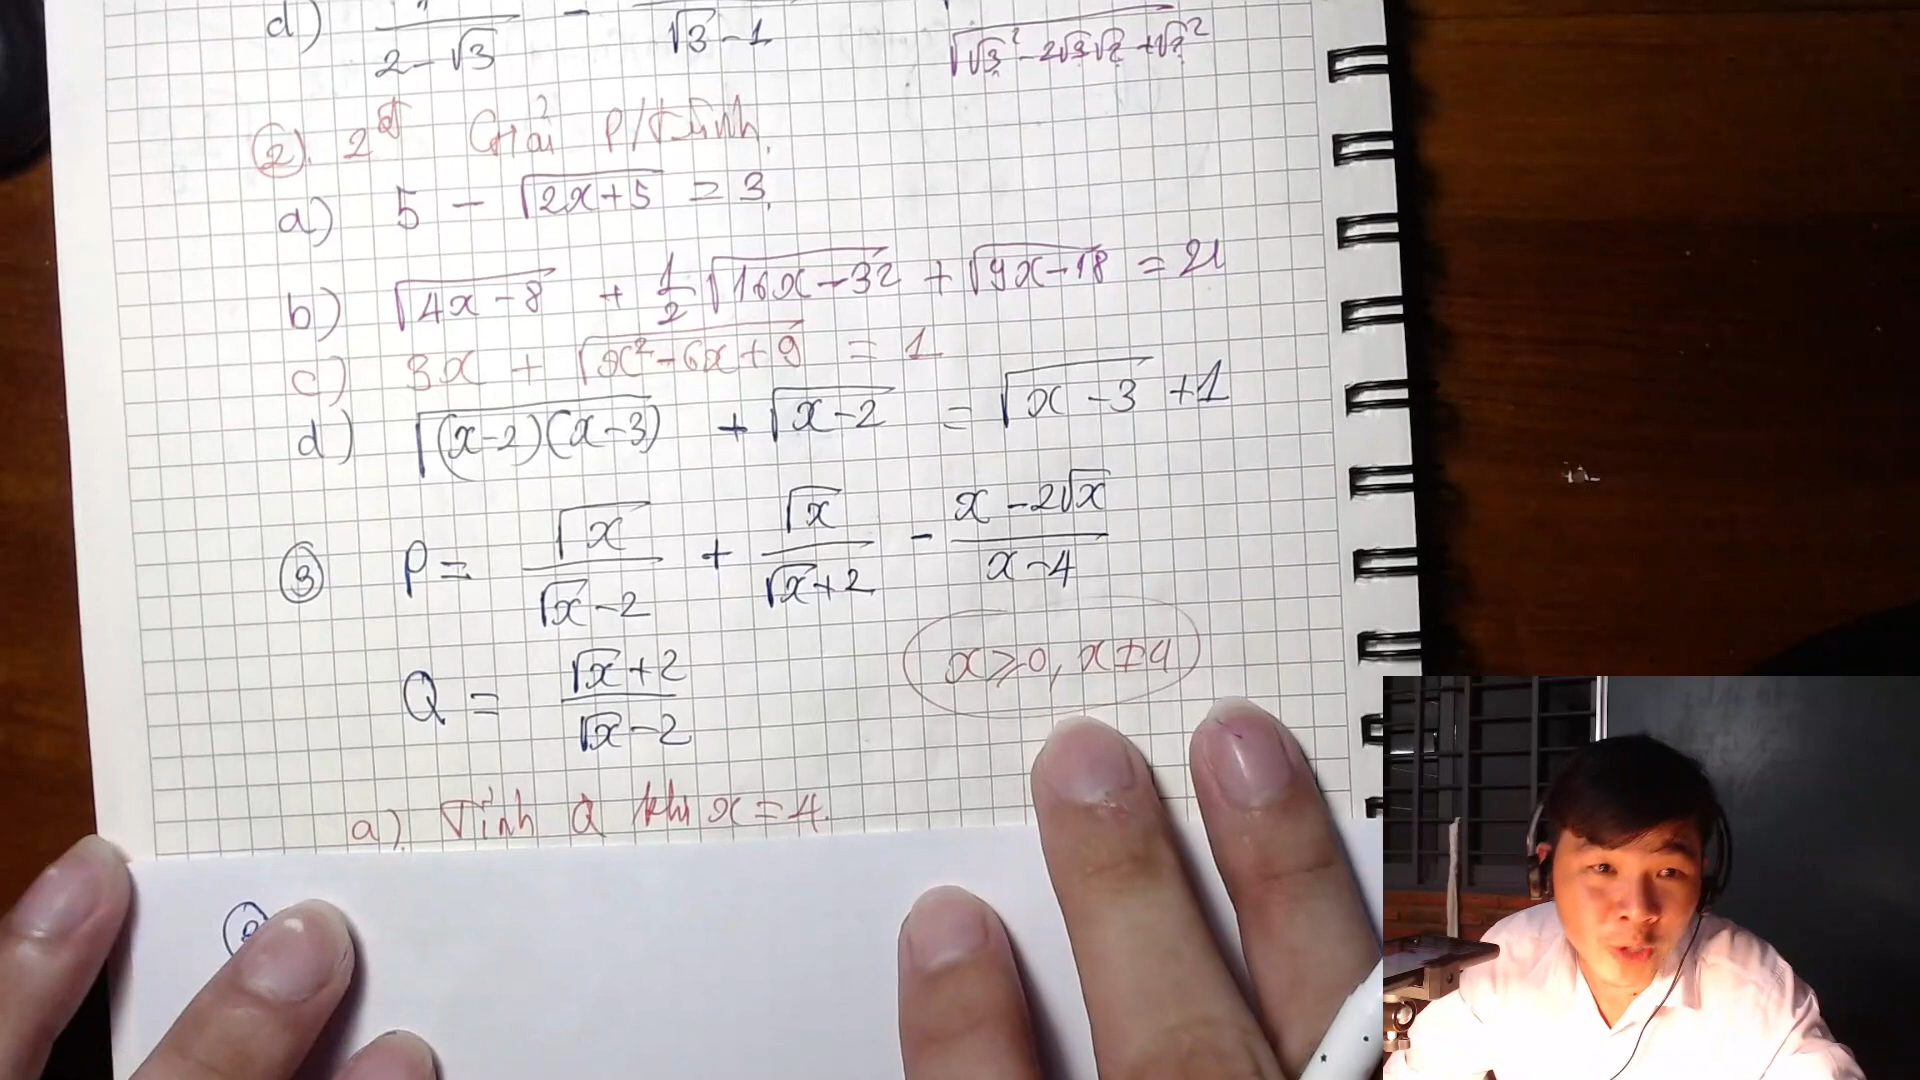 d) 2-√3 - √3-1
√(√3² - 2√3√2 + √2²)
②. 2đ Giải p/trình.
a) 5 - √(2x+5) = 3.
b) √(4x-8) + 1/2 √(16x-32) + √(9x-18) = 21
c) 3x + √(x²-6x+9) = 1
d) √((x-2)(x-3)) + √(x-2) = √(x-3) + 1
③ P = √x/(√x-2) + √x/(√x+2) - (x-2√x)/(x-4)
Q = (√x+2)/(√x-2)
x≥0, x≠4
a). Tính Q khi x=4.